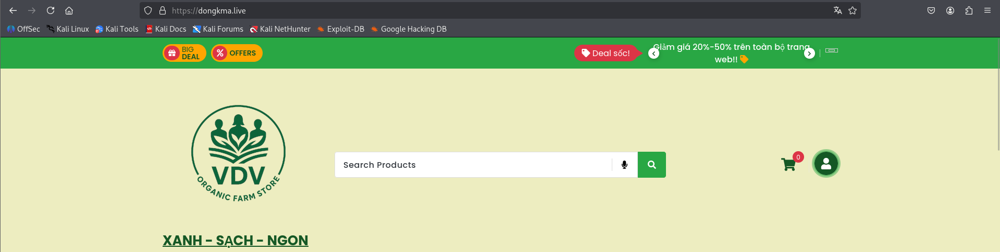 https://dongkma.live
OffSec Kali Linux Kali Tools Kali Docs Kali Forums Kali NetHunter Exploit-DB Google Hacking DB
BIG
DEAL
% OFFERS
Deal sốc!
Giảm giá 20%-50% trên toàn bộ trang
web!!
VDV
ORGANIC FARM STORE
Search Products
0
XANH - SẠCH - NGON